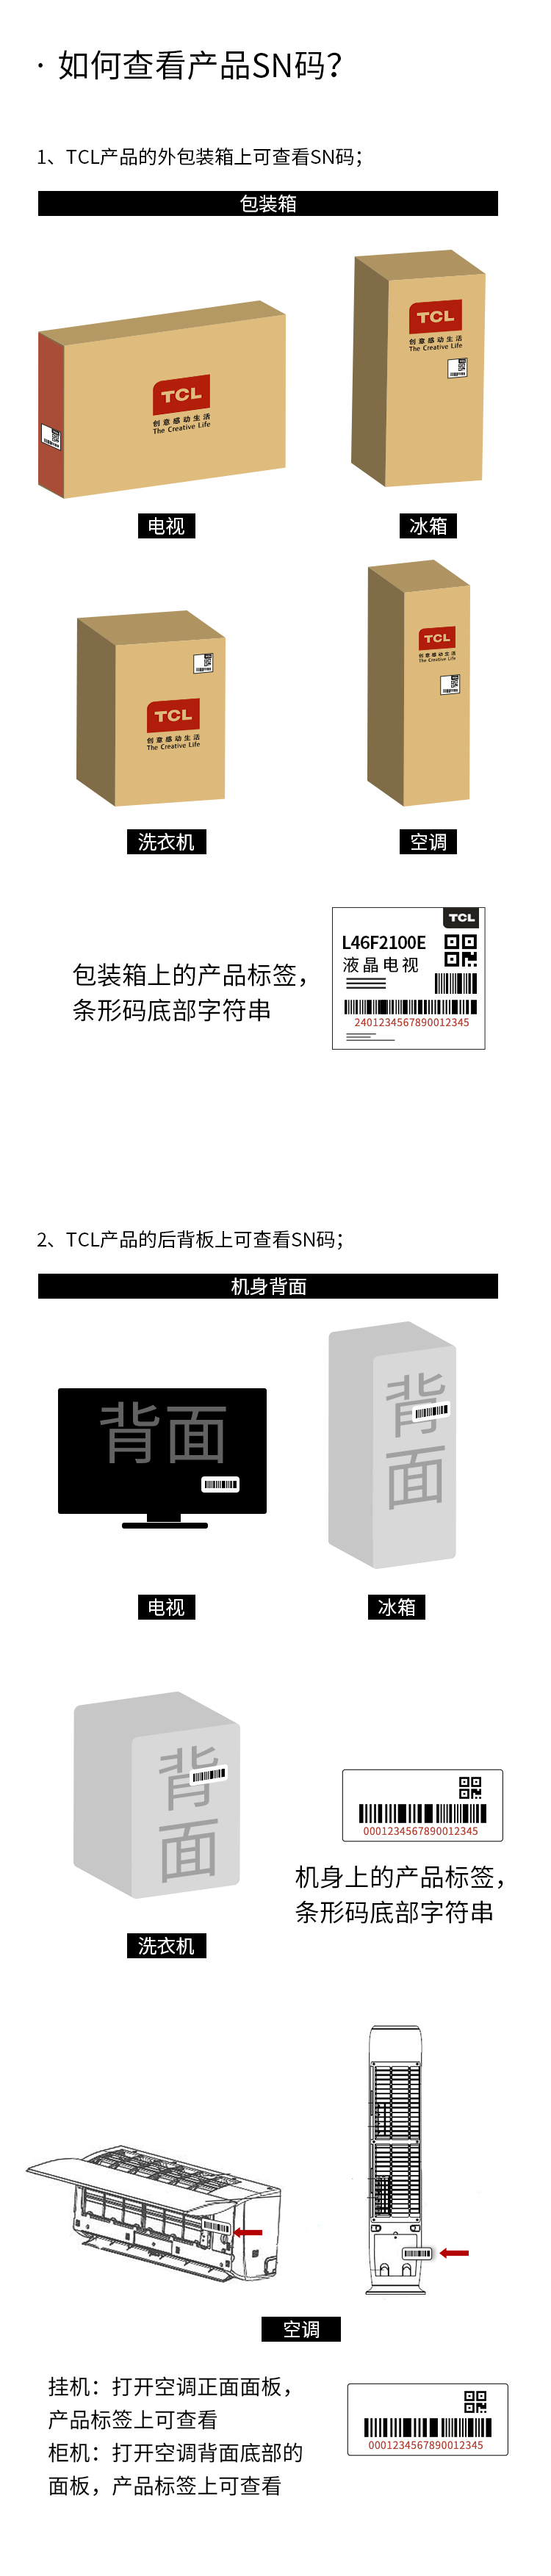 · 如何查看产品SN码？
1、TCL产品的外包装箱上可查看SN码；
包装箱
TCL
创意感动生活
The Creative Life
TCL
创意感动生活
The Creative Life
电视
冰箱
TCL
创意感动生活
The Creative Life
TCL
创意感动生活
The Creative Life
洗衣机
空调
TCL
L46F2100E
液晶电视
2401234567890012345
包装箱上的产品标签，
条形码底部字符串
2、TCL产品的后背板上可查看SN码；
机身背面
背面
背
面
电视
冰箱
背
面
0001234567890012345
机身上的产品标签，
条形码底部字符串
洗衣机
空调
挂机：打开空调正面面板，
产品标签上可查看
柜机：打开空调背面底部的
面板，产品标签上可查看
0001234567890012345